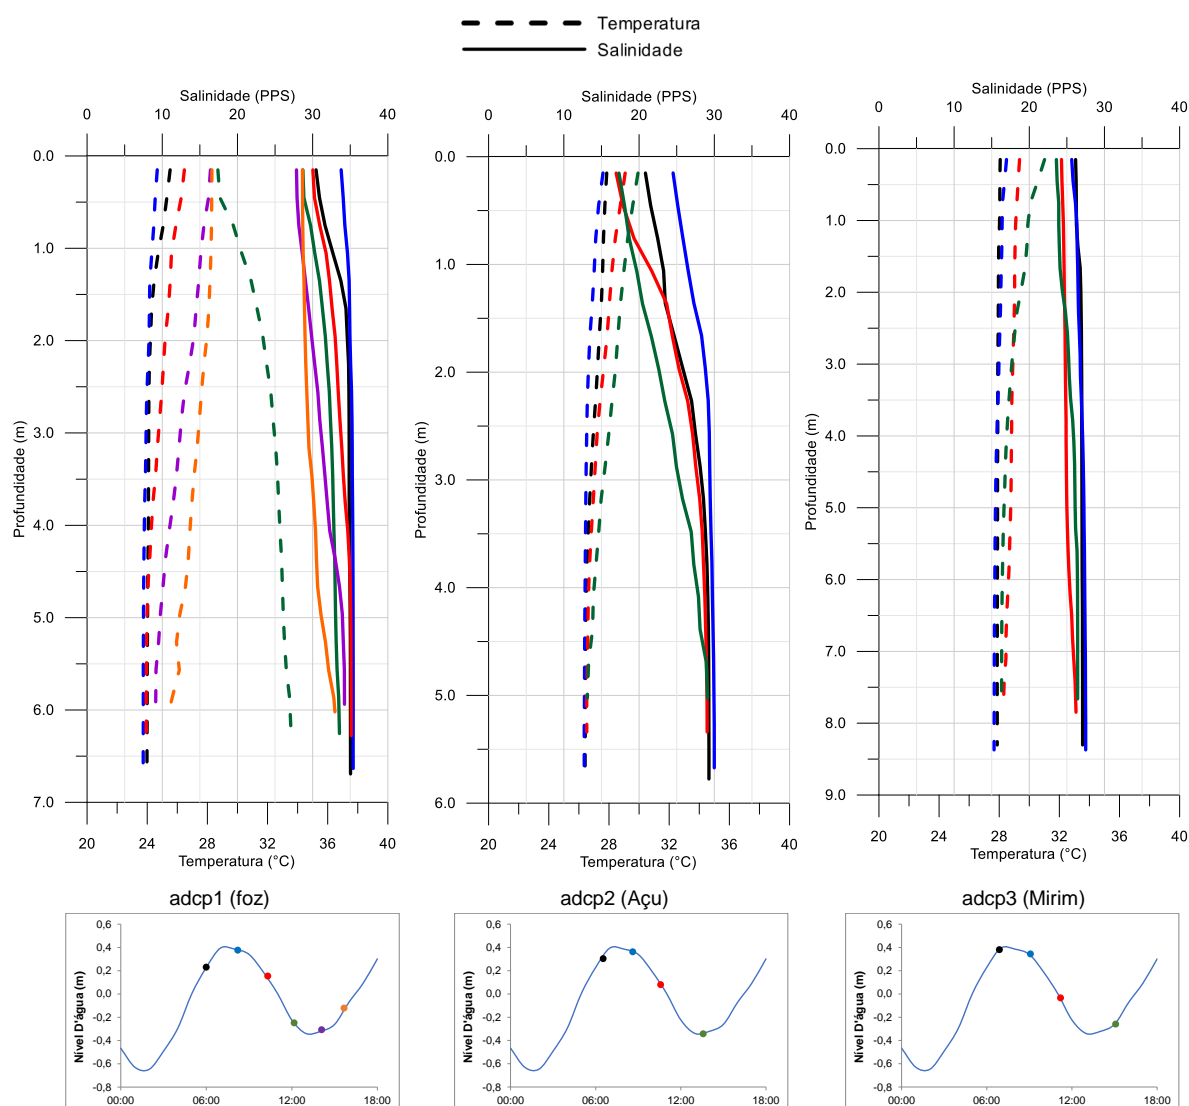 Temperatura
Salinidade
Salinidade (PPS)
0 10 20 30 40
0.0
1.0
2.0
3.0
4.0
5.0
6.0
7.0
Profundidade (m)
20 24 28 32 36 40
Temperatura (°C)
Salinidade (PPS)
0 10 20 30 40
0.0
1.0
2.0
3.0
4.0
5.0
6.0
Profundidade (m)
20 24 28 32 36 40
Temperatura (°C)
Salinidade (PPS)
0 10 20 30 40
0.0
1.0
2.0
3.0
4.0
5.0
6.0
7.0
8.0
9.0
Profundidade (m)
20 24 28 32 36 40
Temperatura (°C)
adcp1 (foz)
0,6
0,4
0,2
0,0
-0,2
-0,4
-0,6
-0,8
Nível D'água (m)
00:00 06:00 12:00 18:00
adcp2 (Açu)
0,6
0,4
0,2
0,0
-0,2
-0,4
-0,6
-0,8
Nível D'água (m)
00:00 06:00 12:00 18:00
adcp3 (Mirim)
0,6
0,4
0,2
0,0
-0,2
-0,4
-0,6
-0,8
Nível D'água (m)
00:00 06:00 12:00 18:00